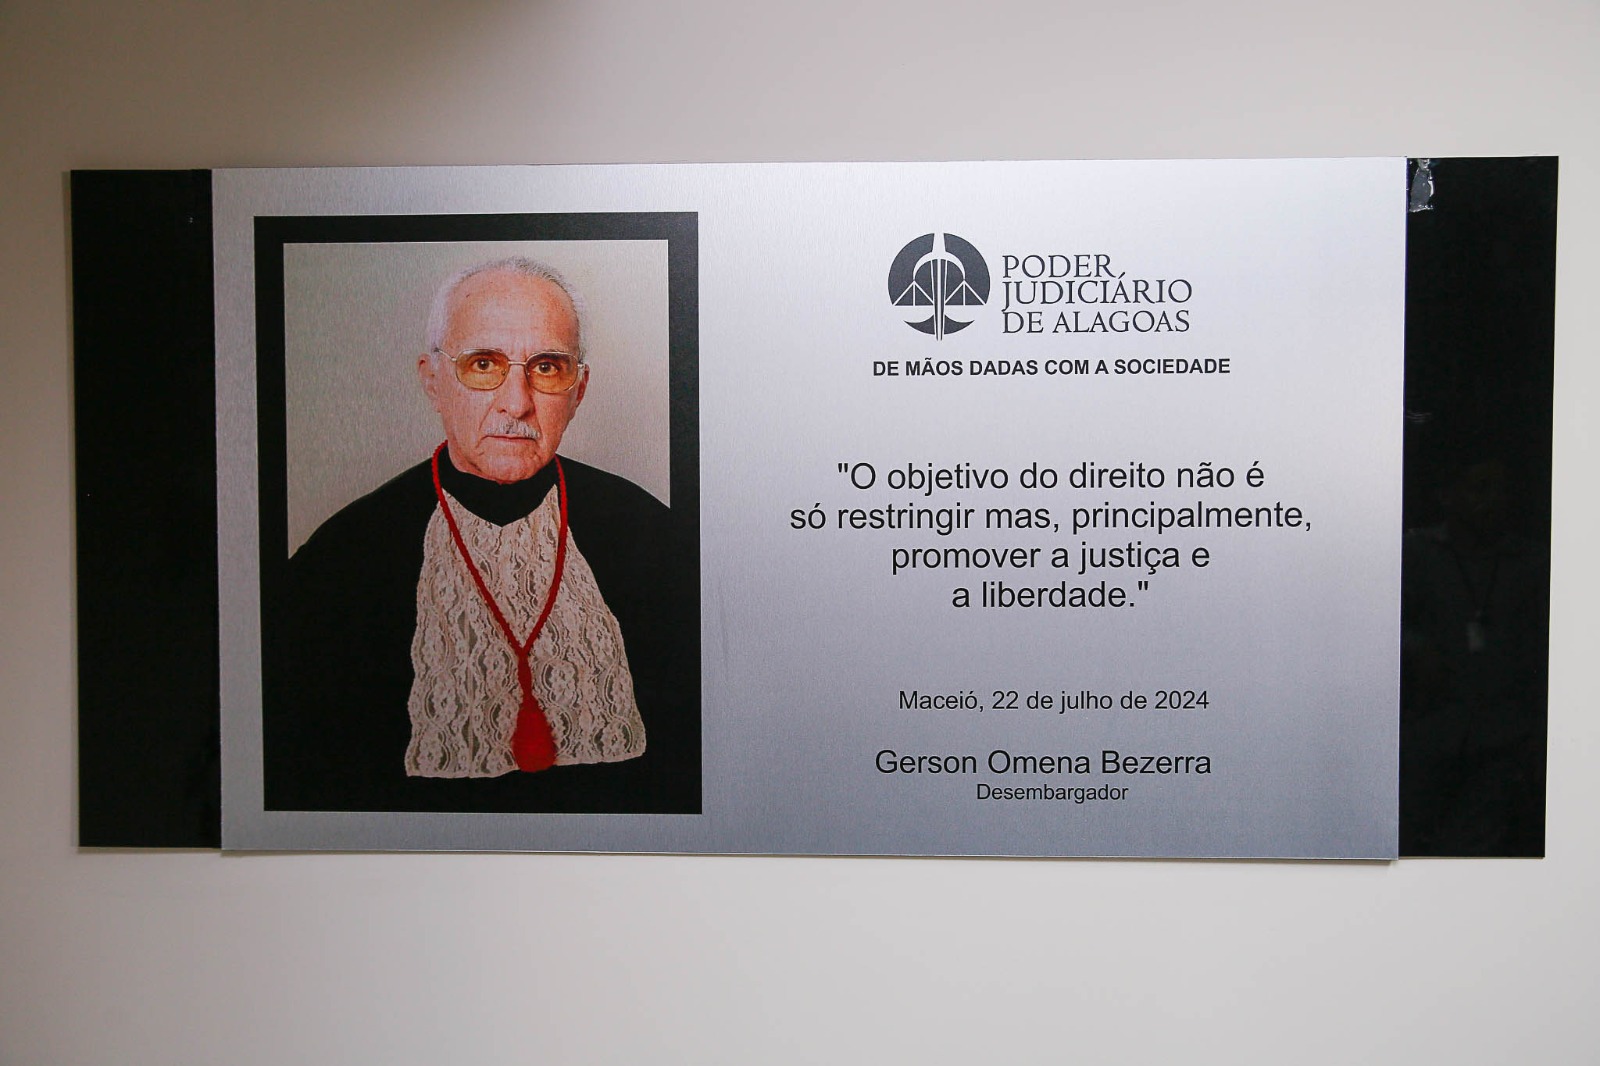 PODER
JUDICIÁRIO
DE ALAGOAS
DE MÃOS DADAS COM A SOCIEDADE
"O objetivo do direito não é
só restringir mas, principalmente,
promover a justiça e
a liberdade."
Maceió, 22 de julho de 2024
Gerson Omena Bezerra
Desembargador